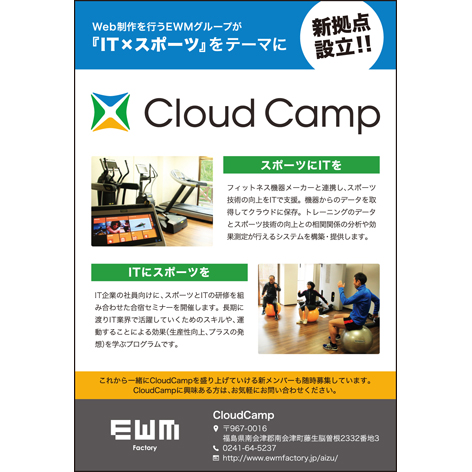 Web制作を行うEWMグループが
『IT×スポーツ』をテーマに
新拠点
設立!!
Cloud Camp
スポーツにITを
フィットネス機器メーカーと連携し、スポーツ
技術の向上をITで支援。機器からのデータを取
得してクラウドに保存。トレーニングのデータ
とスポーツ技術の向上との相関関係の分析や効
果測定が行えるシステムを構築・提供します。
ITにスポーツを
IT企業の社員向けに、スポーツとITの研修を組
み合わせた合宿セミナーを開催します。長期に
渡りIT業界で活躍していくためのスキルや、運
動することによる効果(生産性向上、プラスの発
想)を学ぶプログラムです。
これから一緒にCloudCampを盛り上げていける新メンバーも随時募集しています。
CloudCampに興味ある方は、お気軽にお問い合わせください。
EWM
Factory
CloudCamp
〒967-0016
福島県南会津郡南会津町藤生脳曽根2332番地3
0241-64-5237
http://www.ewmfactory.jp/aizu/